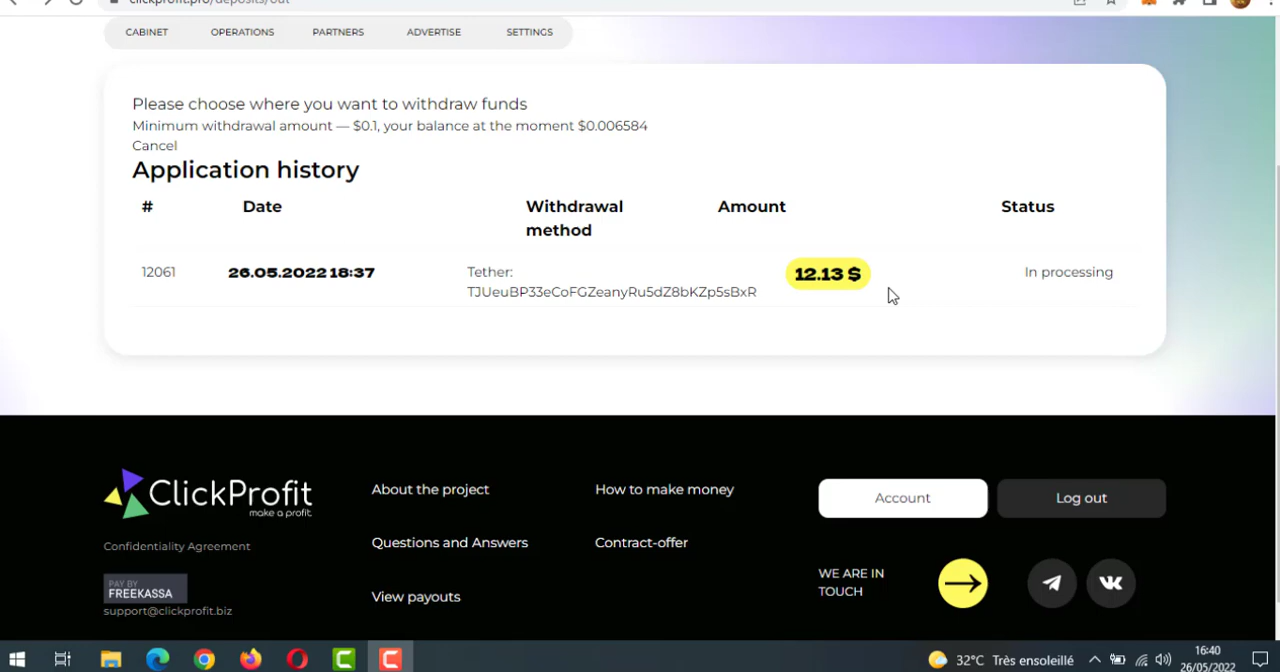 clickprofit.pro/deposits/out
CABINET OPERATIONS PARTNERS ADVERTISE SETTINGS
Please choose where you want to withdraw funds
Minimum withdrawal amount — $0.1, your balance at the moment $0.006584
Cancel
Application history
# Date Withdrawal method Amount Status
12061 26.05.2022 18:37 Tether: 12.13 $ In processing
TJUeuBP33eCoFGZeanyRu5dZ8bKZp5sBxR
ClickProfit
make a profit.
Confidentiality Agreement
PAY BY
FREEKASSA
support@clickprofit.biz
About the project
Questions and Answers
View payouts
How to make money
Contract-offer
Account Log out
WE ARE IN
TOUCH
32°C Très ensoleillé
16:40
26/05/2022